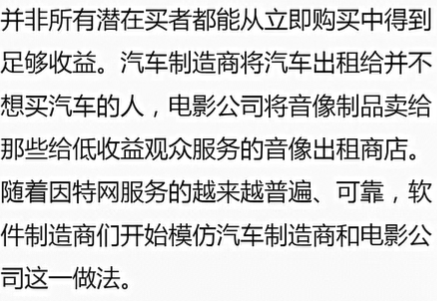 并非所有潜在买者都能从立即购买中得到
足够收益。汽车制造商将汽车出租给并不
想买汽车的人，电影公司将音像制品卖给
那些给低收益观众服务的音像出租商店。
随着因特网服务的越来越普遍、可靠，软
件制造商们开始模仿汽车制造商和电影公
司这一做法。